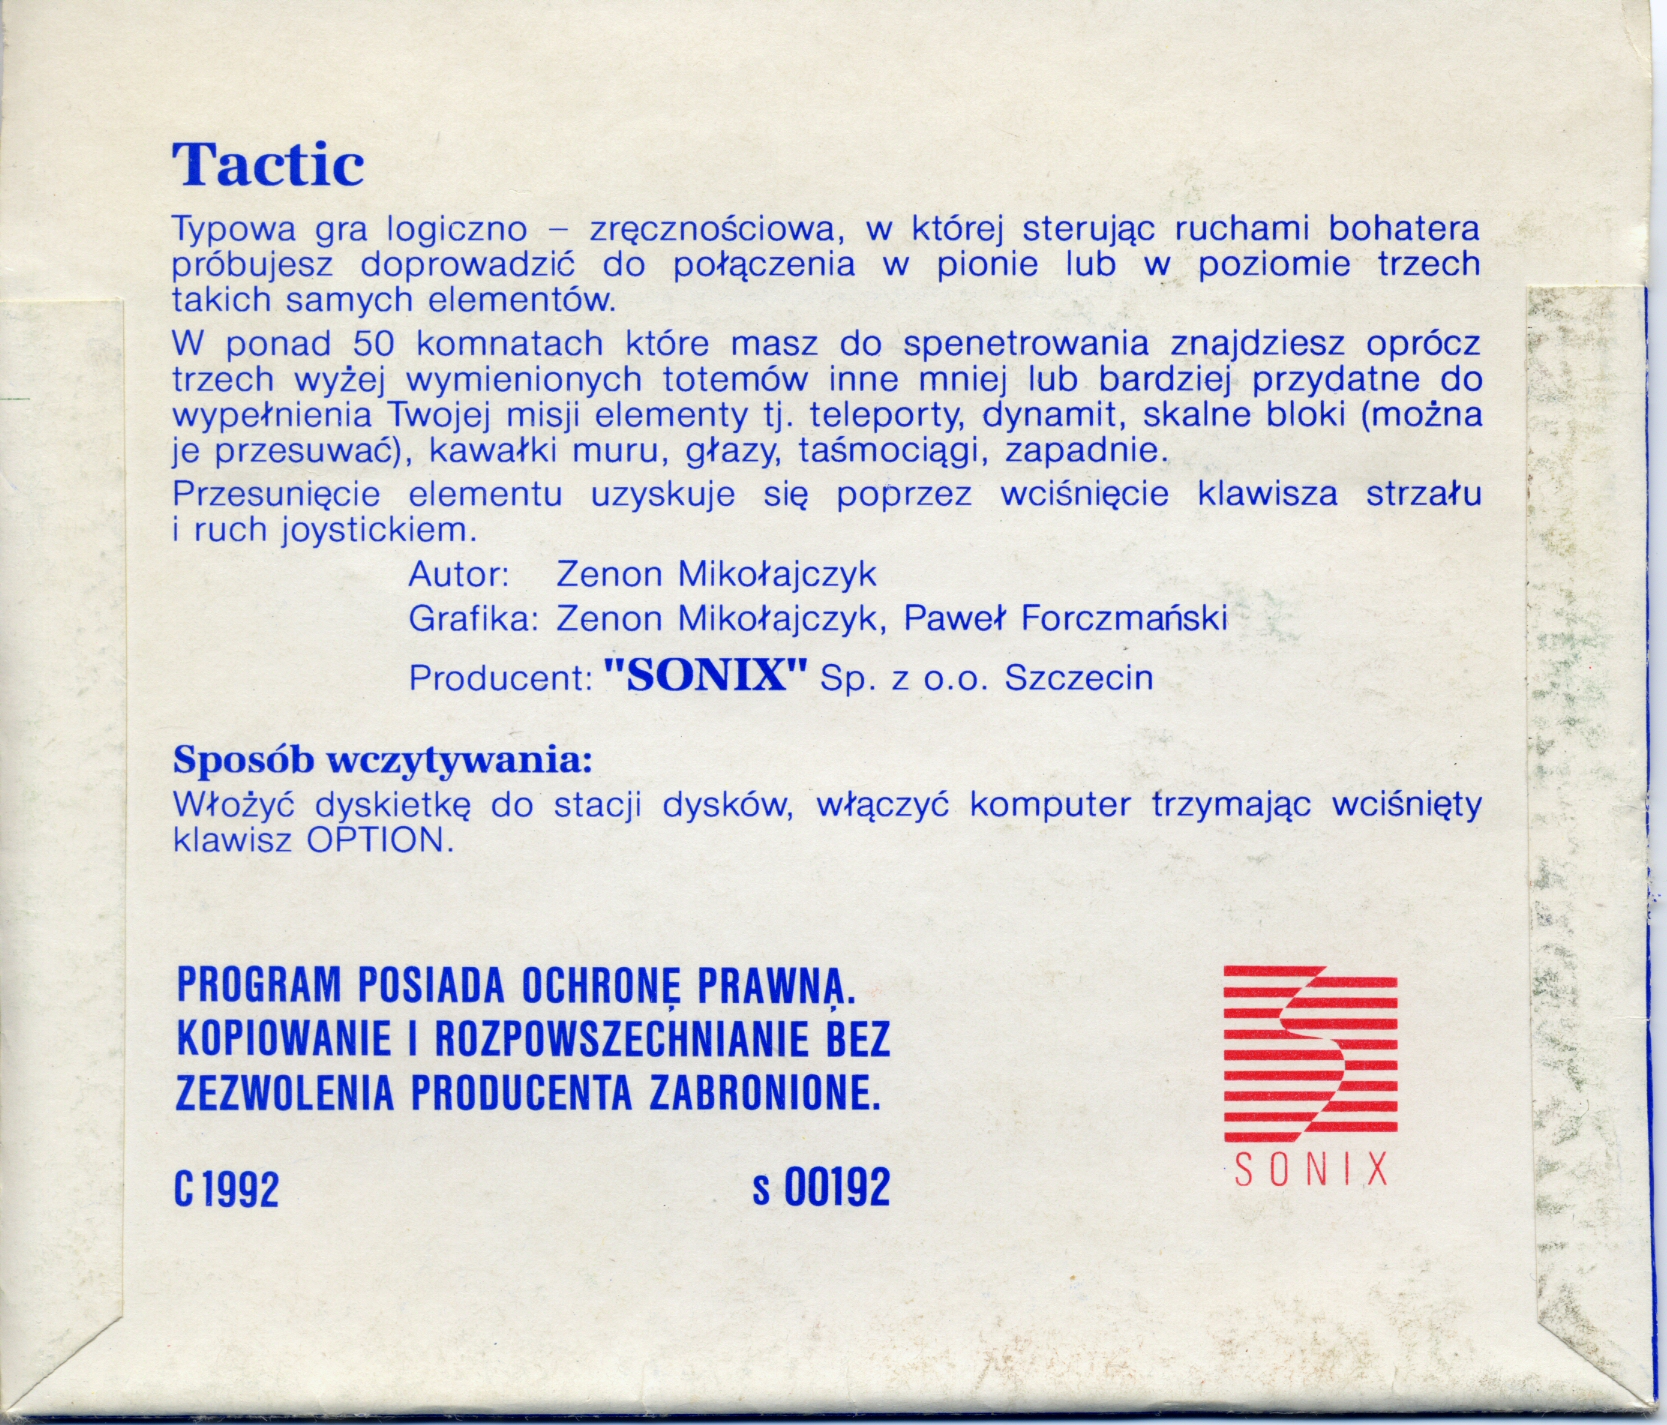 Tactic
Typowa gra logiczno – zręcznościowa, w której sterując ruchami bohatera
próbujesz doprowadzić do połączenia w pionie lub w poziomie trzech
takich samych elementów.
W ponad 50 komnatach które masz do spenetrowania znajdziesz oprócz
trzech wyżej wymienionych totemów inne mniej lub bardziej przydatne do
wypełnienia Twojej misji elementy tj. teleporty, dynamit, skalne bloki (można
je przesuwać), kawałki muru, głazy, taśmociągi, zapadnie.
Przesunięcie elementu uzyskuje się poprzez wciśnięcie klawisza strzału
i ruch joystickiem.
Autor: Zenon Mikołajczyk
Grafika: Zenon Mikołajczyk, Paweł Forczmański
Producent: "SONIX" Sp. z o.o. Szczecin
Sposób wczytywania:
Włożyć dyskietkę do stacji dysków, włączyć komputer trzymając wciśnięty
klawisz OPTION.
PROGRAM POSIADA OCHRONĘ PRAWNĄ.
KOPIOWANIE I ROZPOWSZECHNIANIE BEZ
ZEZWOLENIA PRODUCENTA ZABRONIONE.
C 1992 s 00192
SONIX